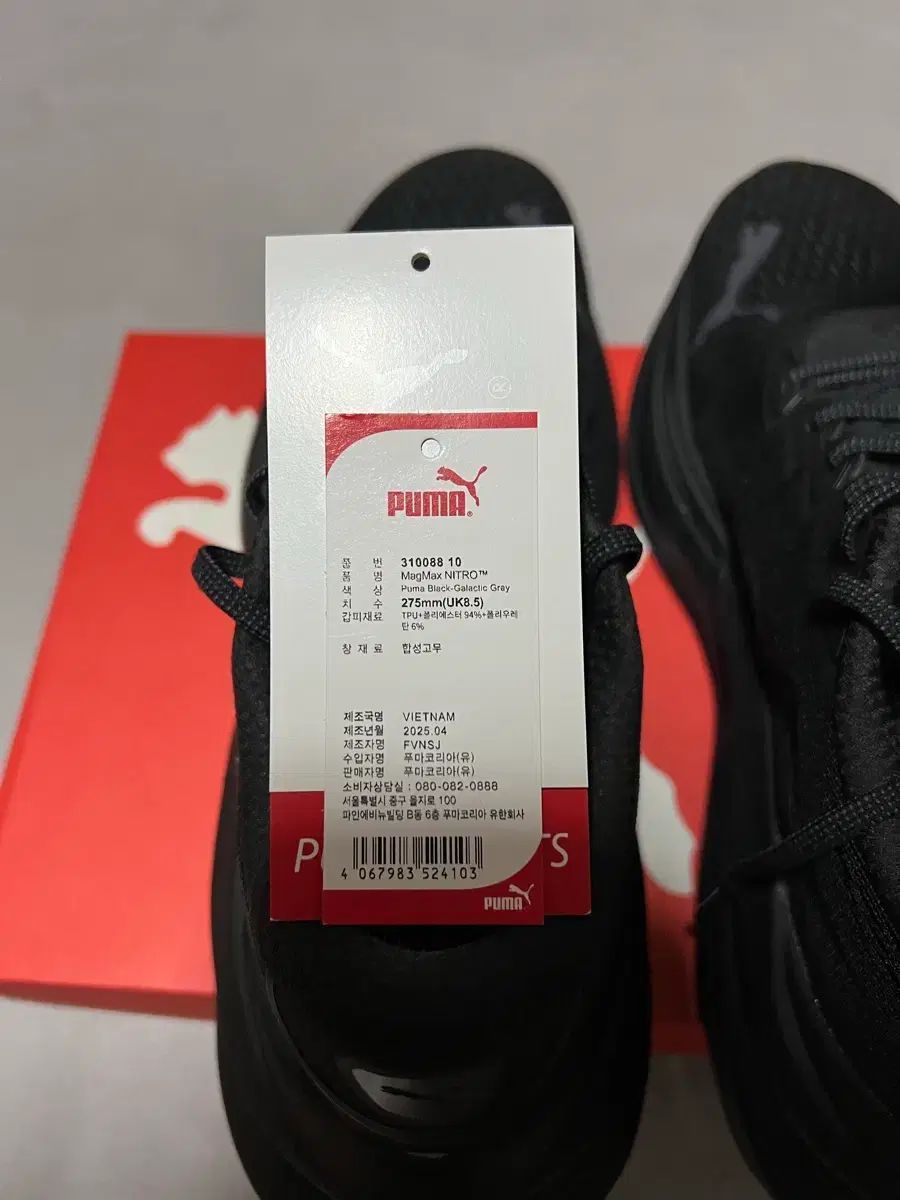 PUMA
품 번 310088 10
품 명 MagMax NITRO™
색 상 Puma Black-Galactic Gray
치 수 275mm(UK8.5)
갑피재료 TPU+폴리에스터 94%+폴리우레
탄 6%
창 재 료 합성고무
제조국명 VIETNAM
제조년월 2025.04
제조자명 FVNSJ
수입자명 푸마코리아(유)
판매자명 푸마코리아(유)
소비자상담실 : 080-082-0888
서울특별시 중구 을지로 100
파인에비뉴빌딩 B동 6층 푸마코리아 유한회사
4 067983 524103
PUMA